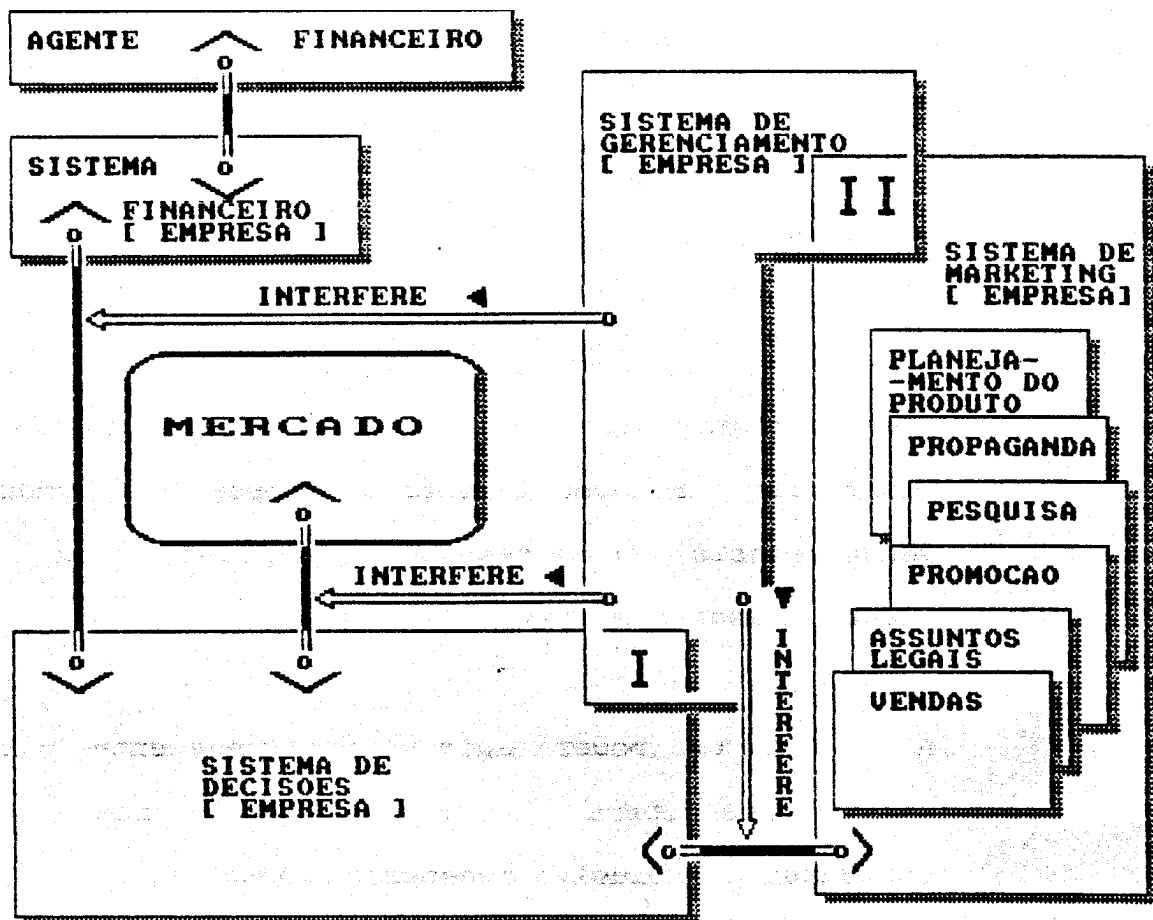 AGENTE FINANCEIRO
SISTEMA
FINANCEIRO
[ EMPRESA ]
SISTEMA DE
GERENCIAMENTO
[ EMPRESA ]
I I
SISTEMA DE
MARKETING
[ EMPRESA]
INTERFERE
MERCADO
INTERFERE
PLANEJA-
-MENTO DO
PRODUTO
PROPAGANDA
PESQUISA
PROMOCAO
ASSUNTOS
LEGAIS
VENDAS
I
INTERFERE
SISTEMA DE
DECISOES
[ EMPRESA ]